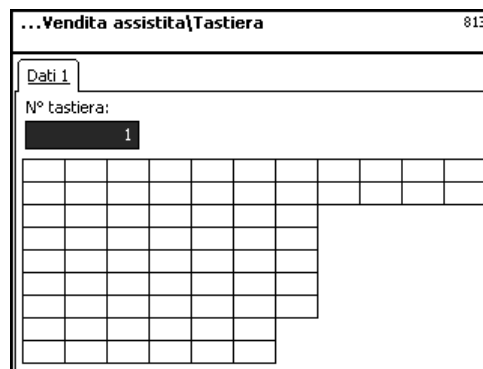 ...Vendita assistita\Tastiera 813
Dati 1
N° tastiera:
1